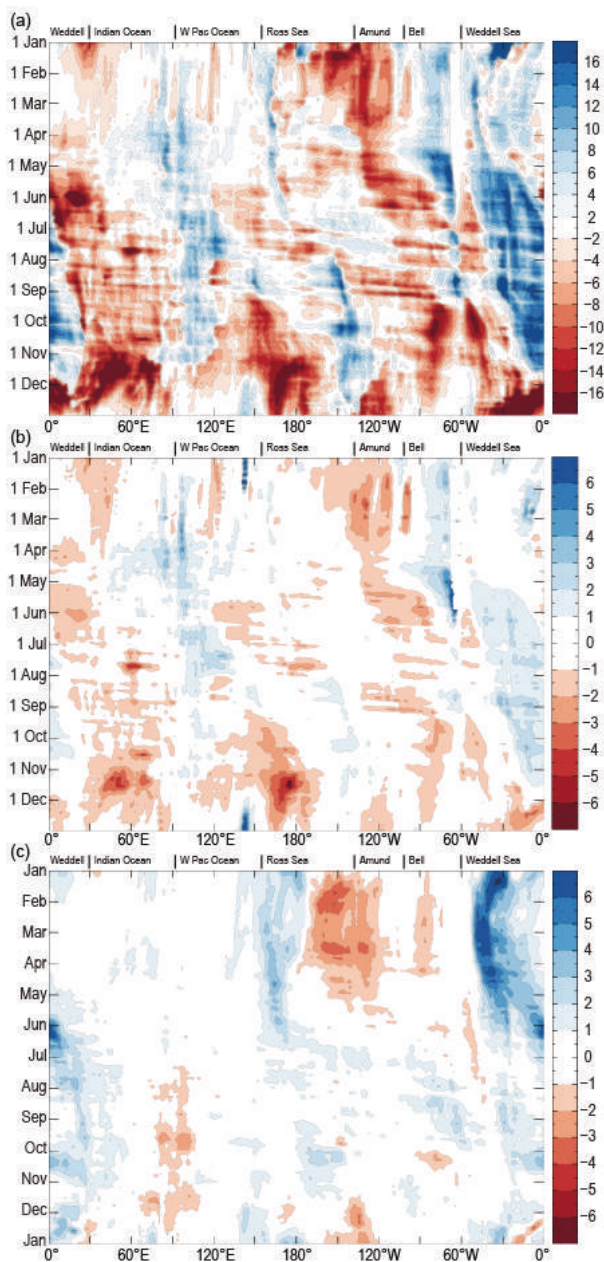 (a)
Weddell Indian Ocean W Pac Ocean Ross Sea Amund Bell Weddell Sea
1 Jan
1 Feb
1 Mar
1 Apr
1 May
1 Jun
1 Jul
1 Aug
1 Sep
1 Oct
1 Nov
1 Dec
0° 60°E 120°E 180° 120°W 60°W 0°
16
14
12
10
8
6
4
2
0
-2
-4
-6
-8
-10
-12
-14
-16
(b)
Weddell Indian Ocean W Pac Ocean Ross Sea Amund Bell Weddell Sea
1 Jan
1 Feb
1 Mar
1 Apr
1 May
1 Jun
1 Jul
1 Aug
1 Sep
1 Oct
1 Nov
1 Dec
0° 60°E 120°E 180° 120°W 60°W 0°
6
5
4
3
2
1
0
-1
-2
-3
-4
-5
-6
(c)
Weddell Indian Ocean W Pac Ocean Ross Sea Amund Bell Weddell Sea
Jan
Feb
Mar
Apr
May
Jun
Jul
Aug
Sep
Oct
Nov
Dec
Jan
0° 60°E 120°E 180° 120°W 60°W 0°
6
5
4
3
2
1
0
-1
-2
-3
-4
-5
-6